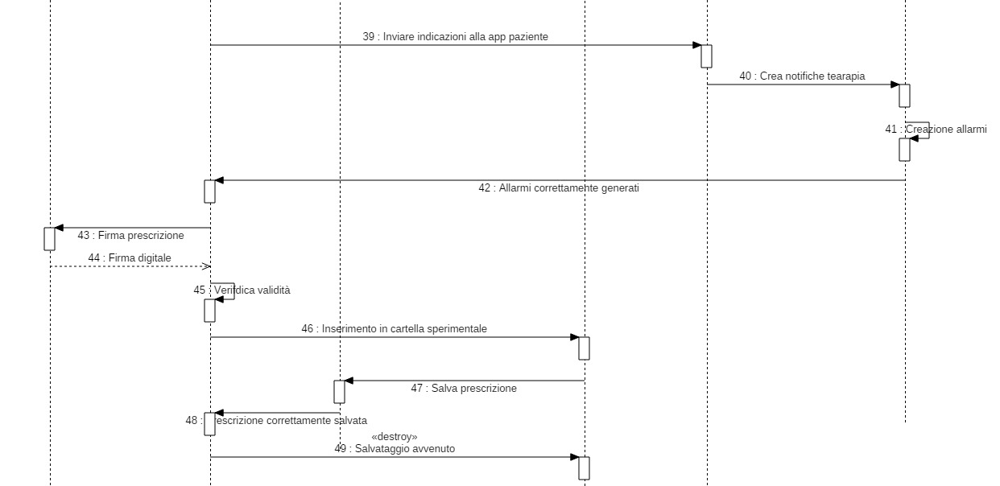 39 : Inviare indicazioni alla app paziente
40 : Crea notifiche tearapia
41 : Creazione allarmi
42 : Allarmi correttamente generati
43 : Firma prescrizione
44 : Firma digitale
45 : Verifdica validità
46 : Inserimento in cartella sperimentale
47 : Salva prescrizione
48 : Prescrizione correttamente salvata
«destroy»
49 : Salvataggio avvenuto